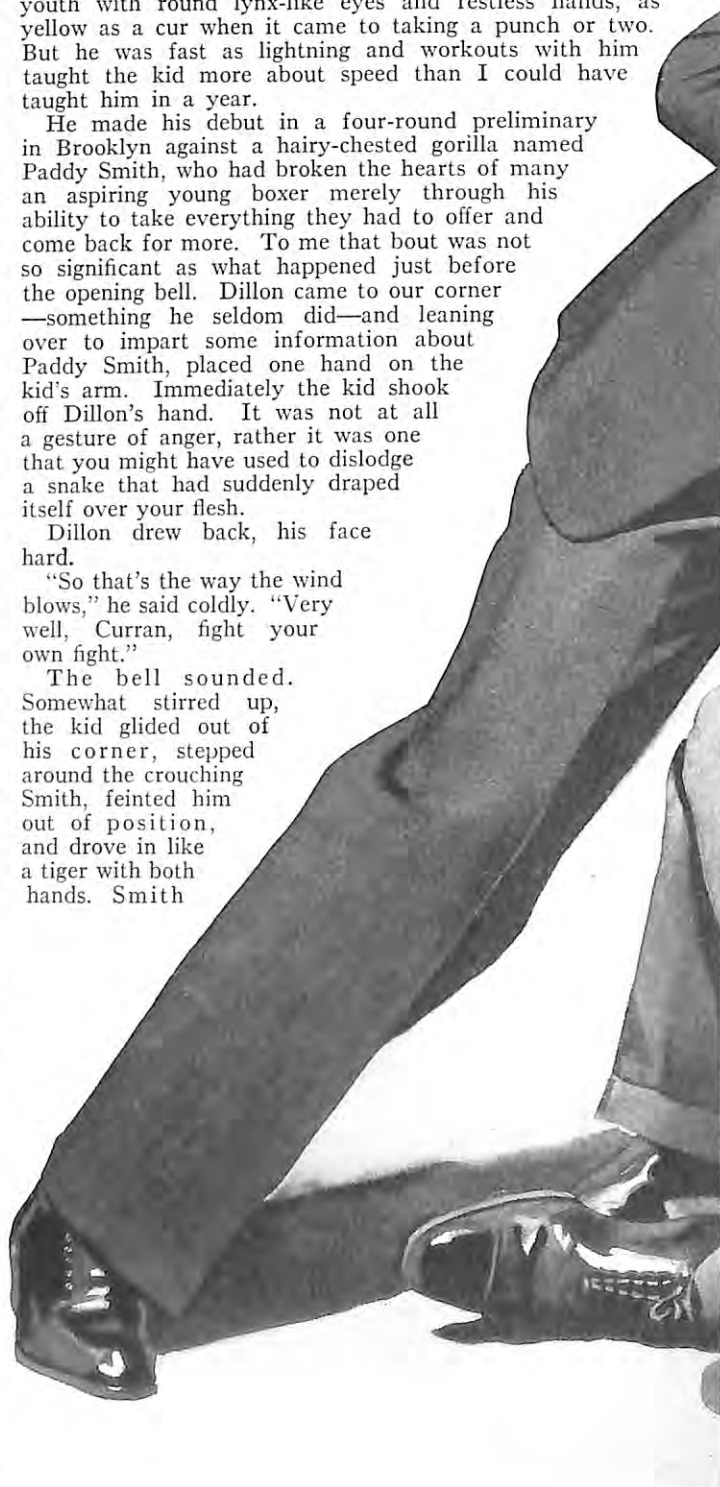 youth with round lynx-like eyes and restless hands, as
yellow as a cur when it came to taking a punch or two.
But he was fast as lightning and workouts with him
taught the kid more about speed than I could have
taught him in a year.
He made his debut in a four-round preliminary
in Brooklyn against a hairy-chested gorilla named
Paddy Smith, who had broken the hearts of many
an aspiring young boxer merely through his
ability to take everything they had to offer and
come back for more. To me that bout was not
so significant as what happened just before
the opening bell. Dillon came to our corner
—something he seldom did—and leaning
over to impart some information about
Paddy Smith, placed one hand on the
kid's arm. Immediately the kid shook
off Dillon's hand. It was not at all
a gesture of anger, rather it was one
that you might have used to dislodge
a snake that had suddenly draped
itself over your flesh.
Dillon drew back, his face
hard.
"So that's the way the wind
blows," he said coldly. "Very
well, Curran, fight your
own fight."
The bell sounded.
Somewhat stirred up,
the kid glided out of
his corner, stepped
around the crouching
Smith, feinted him
out of position,
and drove in like
a tiger with both
hands. Smith